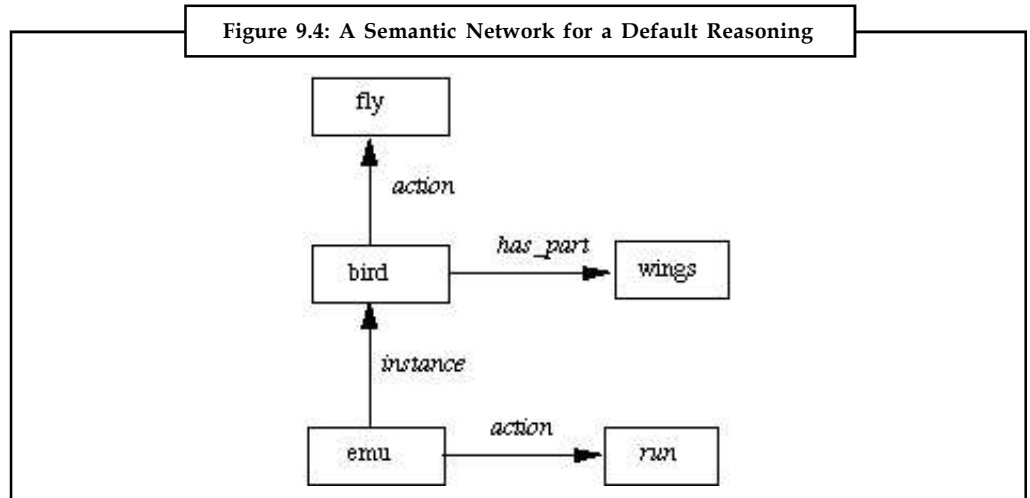 Figure 9.4: A Semantic Network for a Default Reasoning
fly
action
bird
has_part
wings
instance
emu
action
run